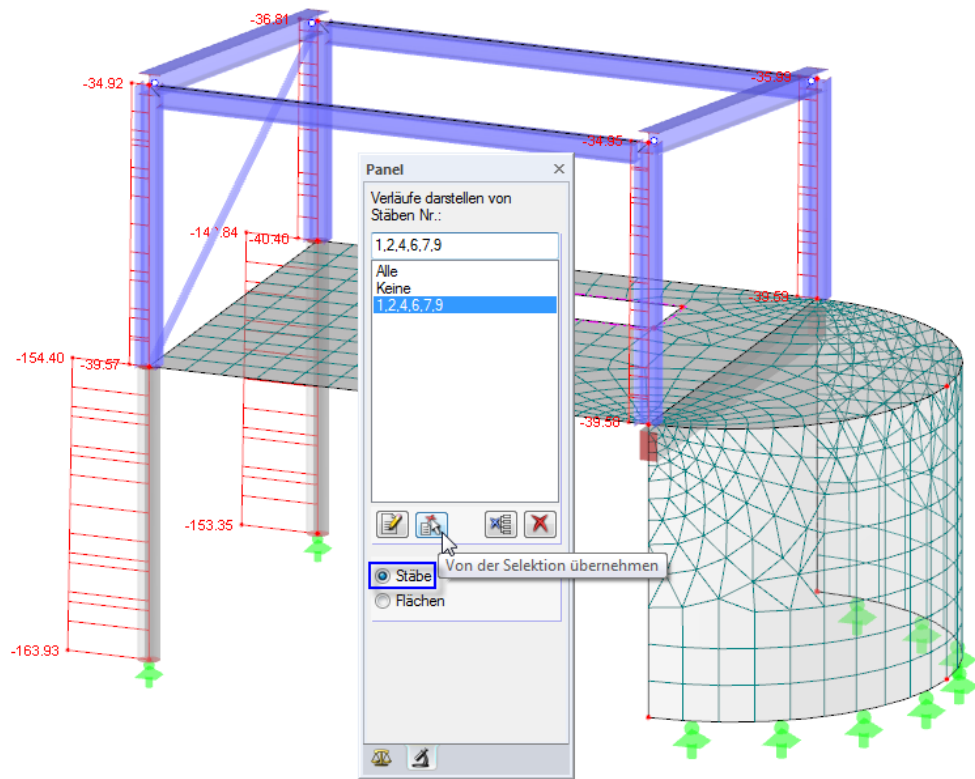 -36.81
-34.92
-35.93
-34.95
Panel
Verläufe darstellen von
Stäben Nr.:
1,2,4,6,7,9
Alle
Keine
1,2,4,6,7,9
-40.40
-39.59
-154.40
-39.57
-39.50
-153.35
Von der Selektion übernehmen
Stäbe
Flächen
-163.93